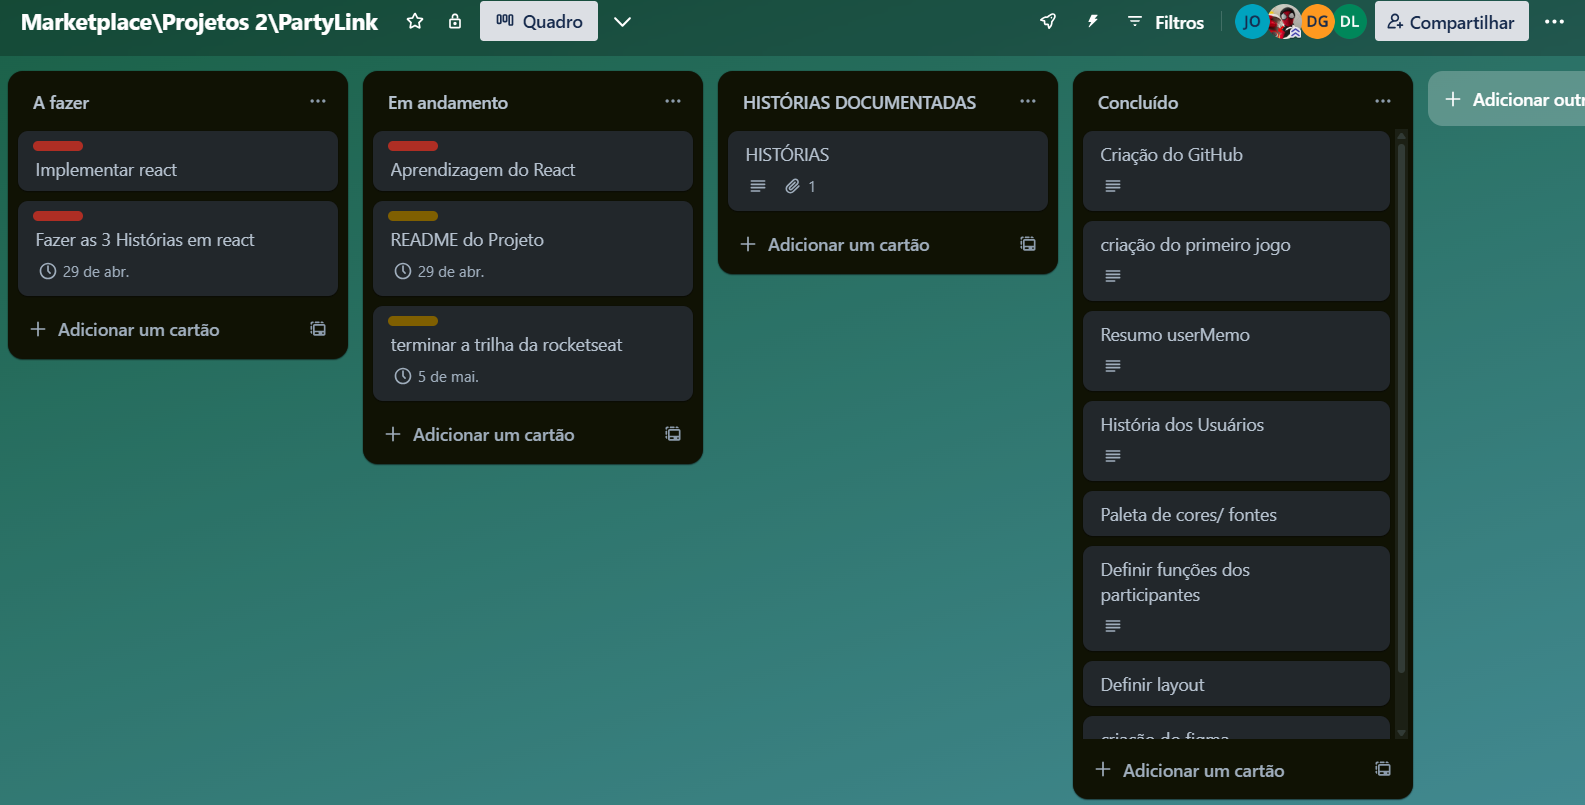 Marketplace\Projetos 2\PartyLink
Quadro
Filtros
JO
DG
DL
Compartilhar
A fazer
Implementar react
Fazer as 3 Histórias em react
29 de abr.
Adicionar um cartão
Em andamento
Aprendizagem do React
README do Projeto
29 de abr.
terminar a trilha da rocketseat
5 de mai.
Adicionar um cartão
HISTÓRIAS DOCUMENTADAS
HISTÓRIAS
1
Adicionar um cartão
Concluído
Criação do GitHub
criação do primeiro jogo
Resumo userMemo
História dos Usuários
Paleta de cores/ fontes
Definir funções dos
participantes
Definir layout
criação do figma
Adicionar um cartão
Adicionar outr